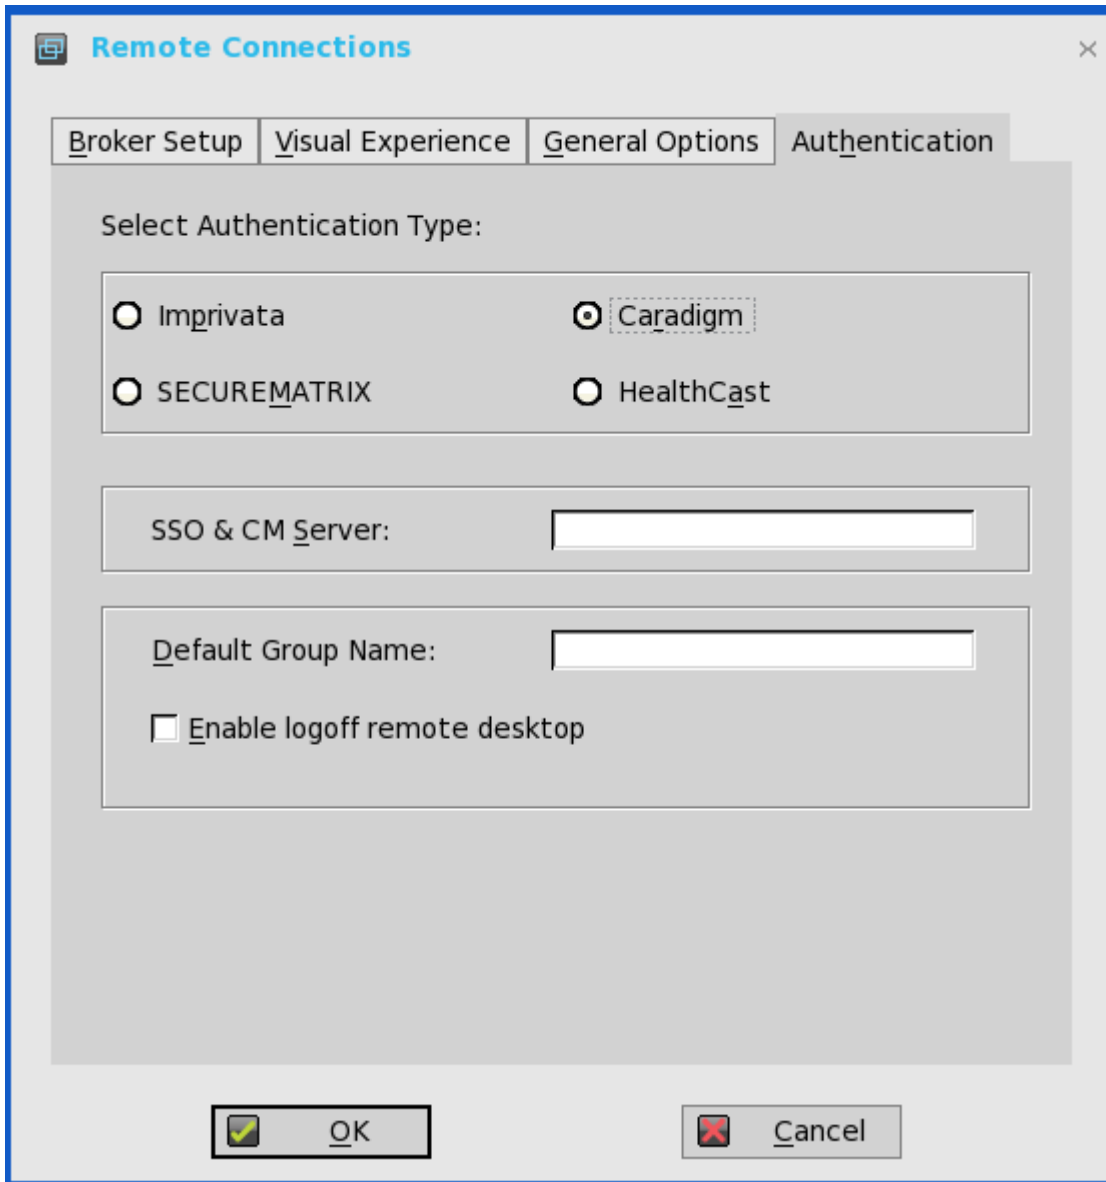 Remote Connections
Broker Setup Visual Experience General Options Authentication
Select Authentication Type:
Imprivata Caradigm
SECUREMATRIX HealthCast
SSO & CM Server:
Default Group Name:
Enable logoff remote desktop
OK Cancel